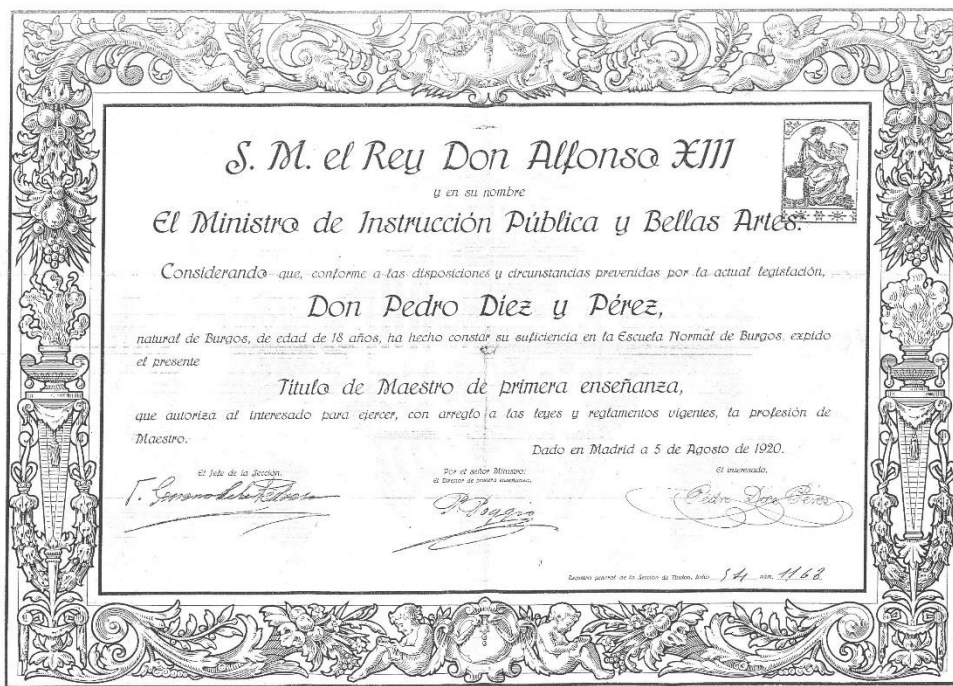 S. M. el Rey Don Alfonso XIII
y en su nombre
El Ministro de Instrucción Pública y Bellas Artes.
Considerando que, conforme a las disposiciones y circunstancias prevenidas por la actual legislación,
Don Pedro Diez y Pérez,
natural de Burgos, de edad de 18 años, ha hecho constar su suficiencia en la Escuela Normal de Burgos, expido
el presente
Título de Maestro de primera enseñanza,
que autoriza al interesado para ejercer, con arreglo a las leyes y reglamentos vigentes, la profesión de
Maestro.
Dado en Madrid a 5 de Agosto de 1920.
El Jefe de la Sección,
Por el señor Ministro:
El Director de primera enseñanza,
El interesado,
Pedro Diez Pérez
Registro general de la Sección de Títulos, folio 54 núm. 1168